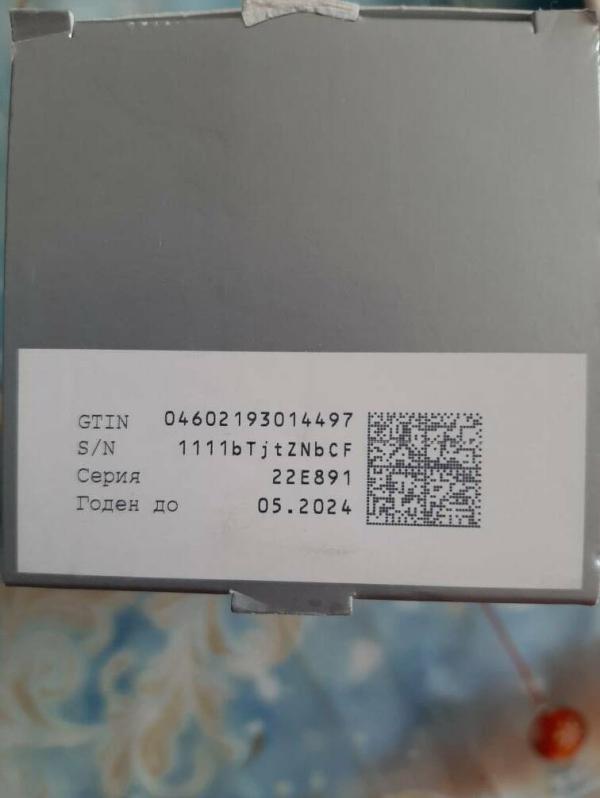 GTIN 04602193014497
S/N 1111bTjtZNbCF
Серия 22E891
Годен до 05.2024